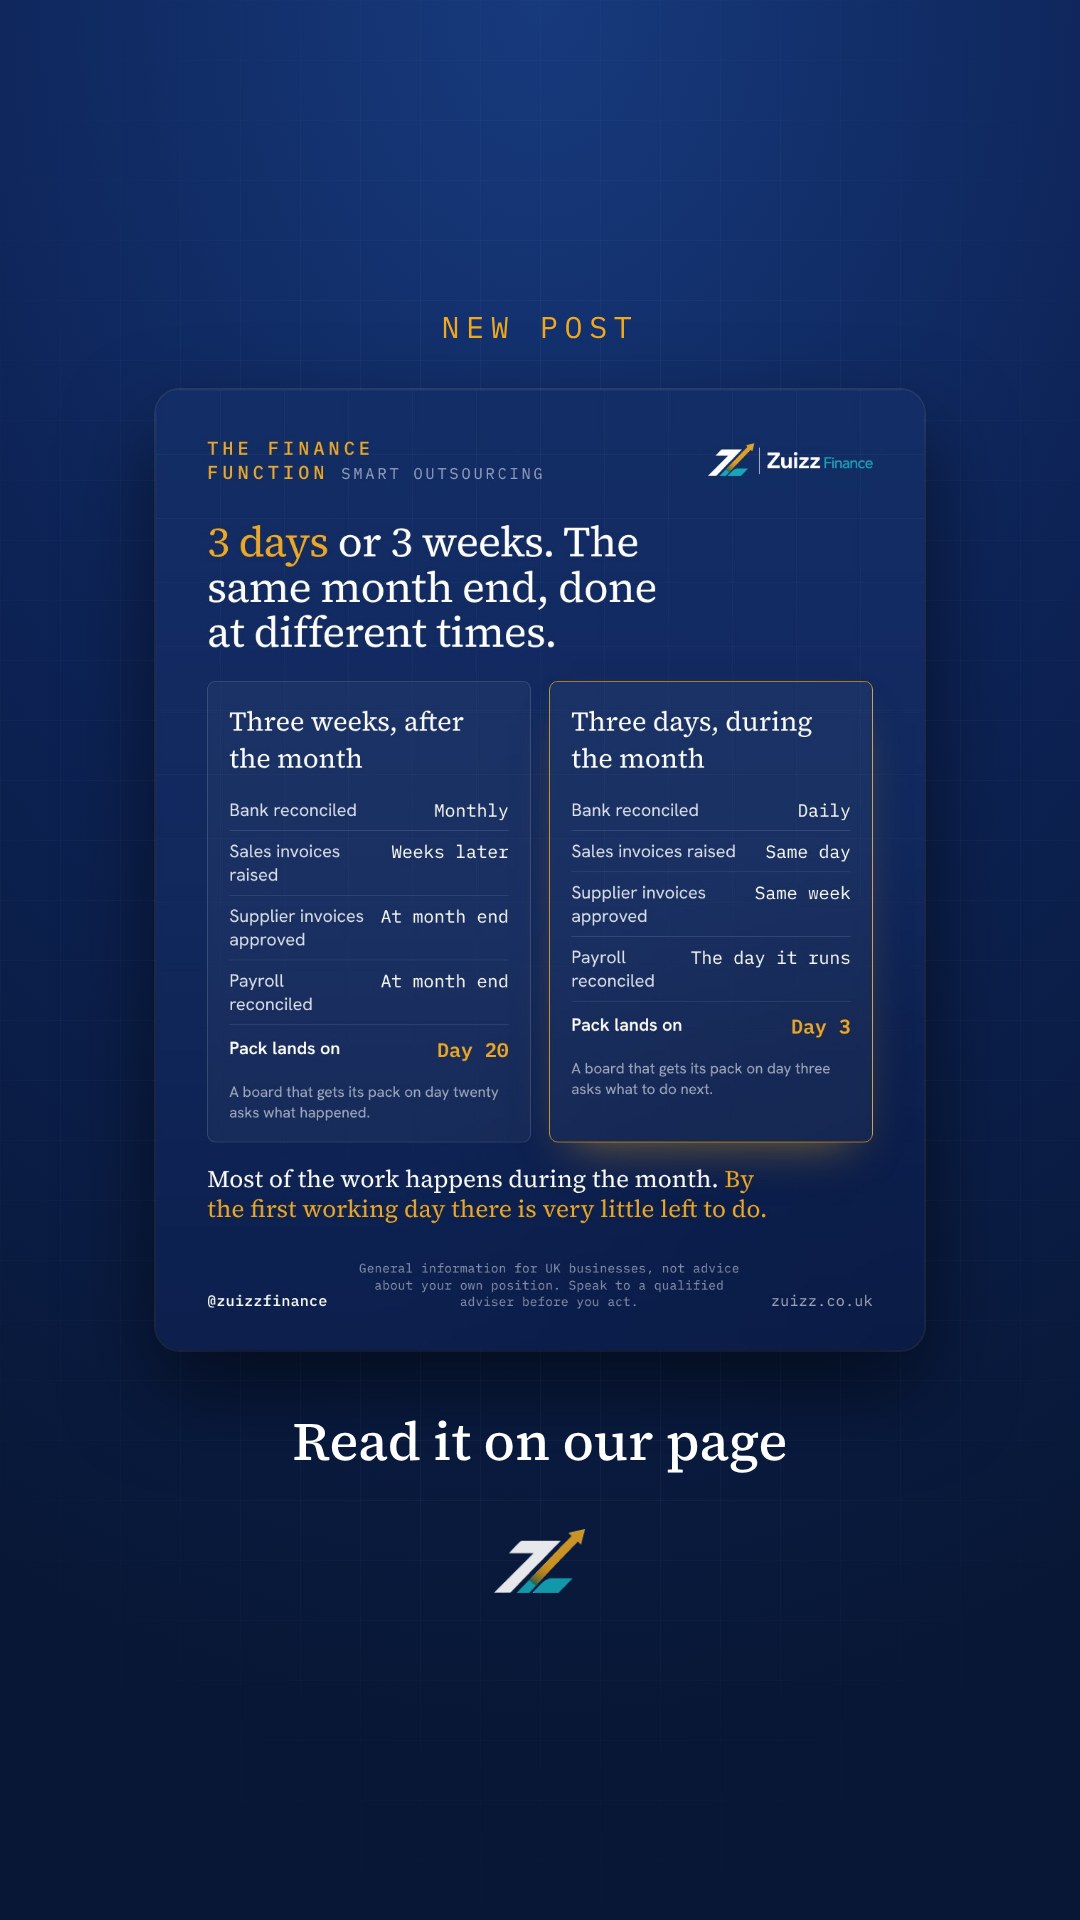 NEW POST
THE FINANCE
FUNCTION SMART OUTSOURCING
Zuizz Finance
3 days or 3 weeks. The
same month end, done
at different times.
Three weeks, after
the month
Bank reconciled Monthly
Sales invoices Weeks later
raised
Supplier invoices At month end
approved
Payroll At month end
reconciled
Pack lands on Day 20
A board that gets its pack on day twenty
asks what happened.
Three days, during
the month
Bank reconciled Daily
Sales invoices raised Same day
Supplier invoices Same week
approved
Payroll The day it runs
reconciled
Pack lands on Day 3
A board that gets its pack on day three
asks what to do next.
Most of the work happens during the month. By
the first working day there is very little left to do.
General information for UK businesses, not advice
about your own position. Speak to a qualified
adviser before you act.
@zuizzfinance
zuizz.co.uk
Read it on our page